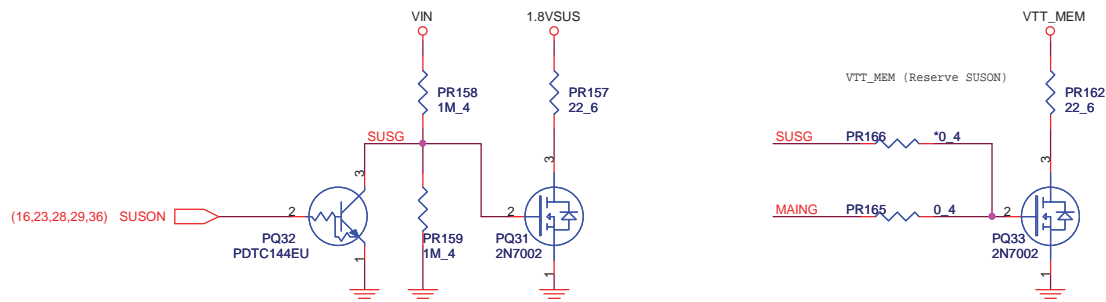 VIN
1.8VSUS
VTT_MEM
VTT_MEM (Reserve SUSON)
PR158
1M_4
PR157
22_6
PR162
22_6
SUSG
SUSG
PR166
*0_4
3
3
3
(16,23,28,29,36) SUSON
2
2
MAING
PR165
0_4
2
PQ32
PDTC144EU
PR159
1M_4
PQ31
2N7002
PQ33
2N7002
1
1
1